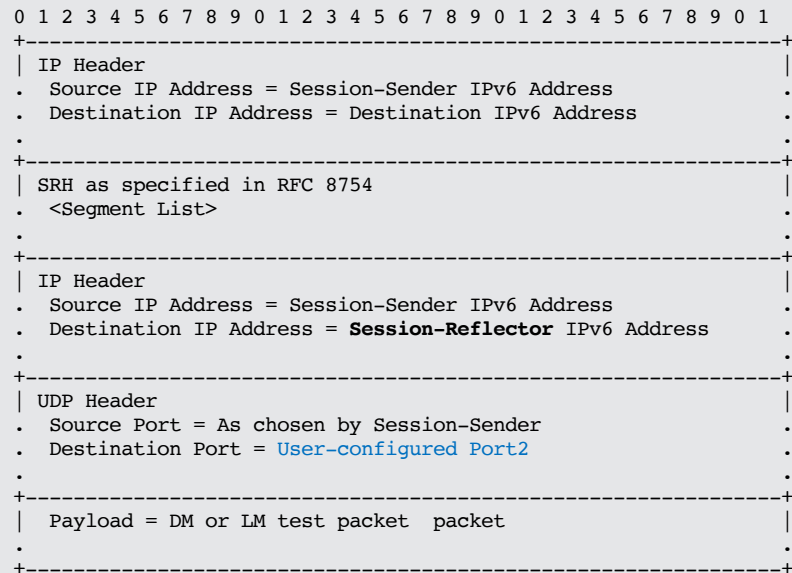 0 1 2 3 4 5 6 7 8 9 0 1 2 3 4 5 6 7 8 9 0 1 2 3 4 5 6 7 8 9 0 1
+---------------------------------------------------------------+
| IP Header |
. Source IP Address = Session-Sender IPv6 Address .
. Destination IP Address = Destination IPv6 Address .
. .
+---------------------------------------------------------------+
| SRH as specified in RFC 8754 |
. <Segment List> .
. .
+---------------------------------------------------------------+
| IP Header |
. Source IP Address = Session-Sender IPv6 Address .
. Destination IP Address = Session-Reflector IPv6 Address .
. .
+---------------------------------------------------------------+
| UDP Header |
. Source Port = As chosen by Session-Sender .
. Destination Port = User-configured Port2 .
. .
+---------------------------------------------------------------+
| Payload = DM or LM test packet packet |
. .
+---------------------------------------------------------------+